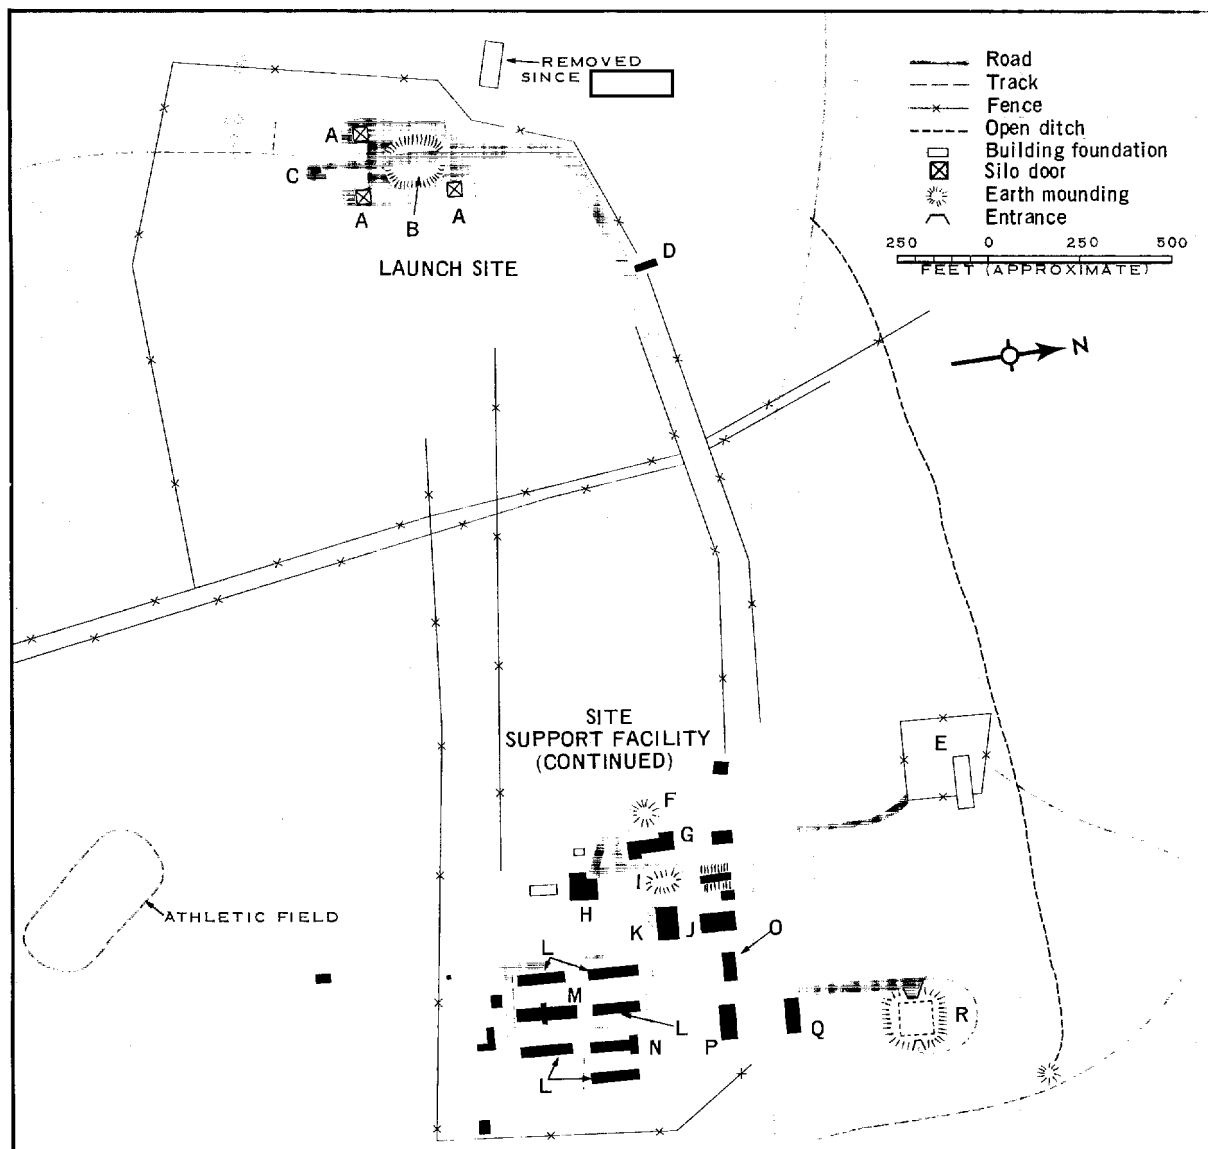 REMOVED
SINCE
Road
Track
Fence
Open ditch
Building foundation
Silo door
Earth mounding
Entrance
250 0 250 500
FEET (APPROXIMATE)
N
A
C
A
B
A
D
LAUNCH SITE
SITE
SUPPORT FACILITY
(CONTINUED)
E
F
G
I
H
K
J
O
ATHLETIC FIELD
L
M
L
N
P
Q
R
L